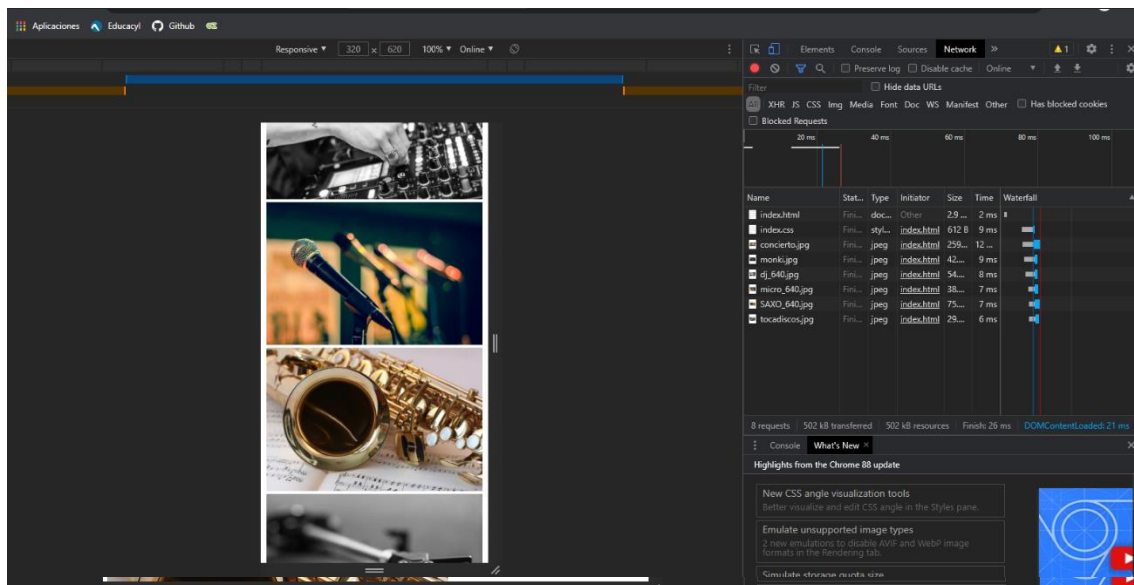 Aplicaciones Educacyl Github
Responsive ▼ 320 x 620 100% ▼ Online ▼
Elements Console Sources Network » 1
Preserve log Disable cache Online ▼
Filter Hide data URLs
All XHR JS CSS Img Media Font Doc WS Manifest Other Has blocked cookies
Blocked Requests
20 ms 40 ms 60 ms 80 ms 100 ms
Name Stat... Type Initiator Size Time Waterfall
index.html Fini... doc... Other 2.9 ... 2 ms
index.css Fini... styl... index.html 612 B 9 ms
concierto.jpg Fini... jpeg index.html 259... 12 ...
monki.jpg Fini... jpeg index.html 42.... 9 ms
dj_640.jpg Fini... jpeg index.html 54.... 8 ms
micro_640.jpg Fini... jpeg index.html 38.... 7 ms
SAXO_640.jpg Fini... jpeg index.html 75.... 7 ms
tocadiscos.jpg Fini... jpeg index.html 29.... 6 ms
8 requests 502 kB transferred 502 kB resources Finish: 26 ms DOMContentLoaded: 21 ms
Console What's New ×
Highlights from the Chrome 88 update
New CSS angle visualization tools
Better visualize and edit CSS angle in the Styles pane.
Emulate unsupported image types
2 new emulations to disable AVIF and WebP image
formats in the Rendering tab.
Simulate storage quota size